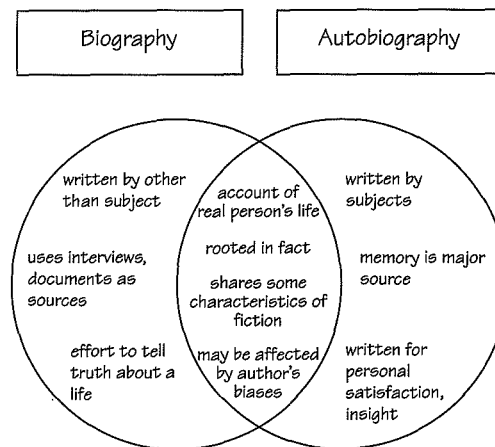 Biography
Autobiography
written by other
than subject
uses interviews,
documents as
sources
effort to tell
truth about a
life
account of
real person's life
rooted in fact
shares some
characteristics of
fiction
may be affected
by author's
biases
written by
subjects
memory is major
source
written for
personal
satisfaction,
insight